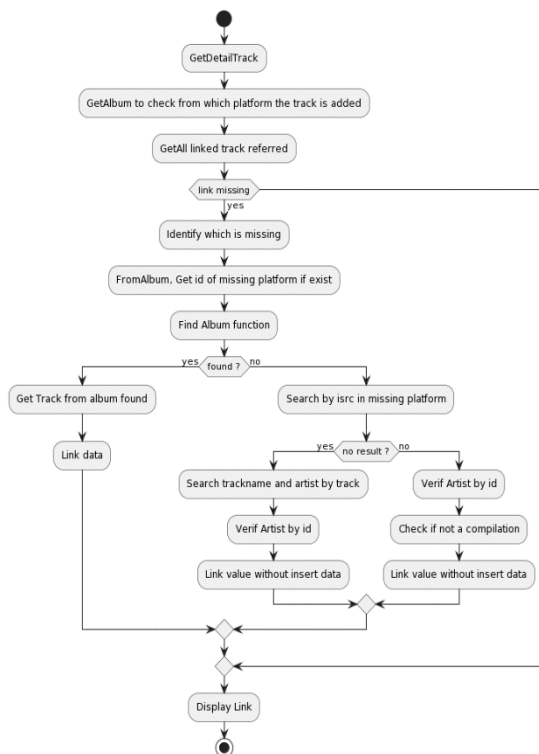 GetDetailTrack
GetAlbum to check from which platform the track is added
GetAll linked track referred
link missing
yes
Identify which is missing
FromAlbum, Get id of missing platform if exist
Find Album function
yes
found ?
no
Get Track from album found
Search by isrc in missing platform
Link data
yes
no result ?
no
Search trackname and artist by track
Verif Artist by id
Verif Artist by id
Check if not a compilation
Link value without insert data
Link value without insert data
Display Link